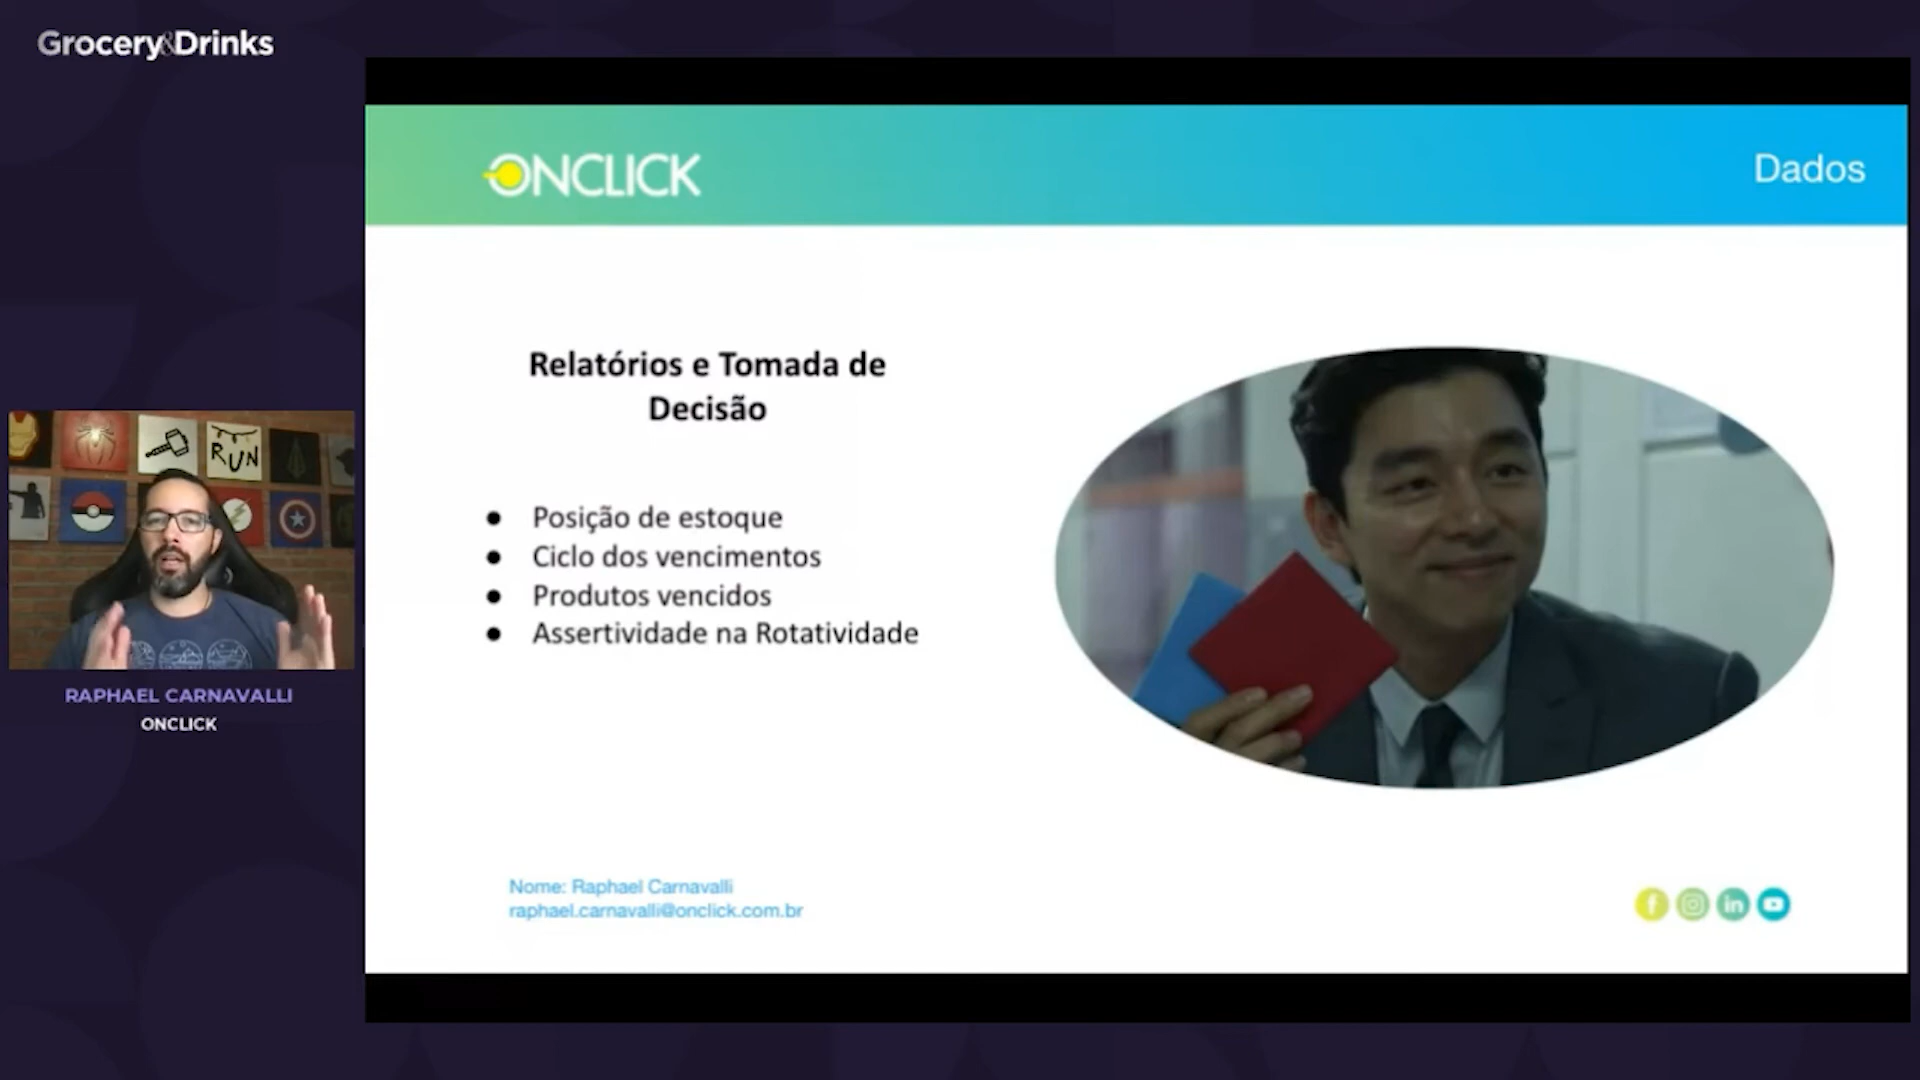 Grocery&Drinks
ONCLICK
Dados
Relatórios e Tomada de
Decisão
● Posição de estoque
● Ciclo dos vencimentos
● Produtos vencidos
● Assertividade na Rotatividade
RUN
RAPHAEL CARNAVALLI
ONCLICK
Nome: Raphael Carnavalli
raphael.carnavalli@onclick.com.br